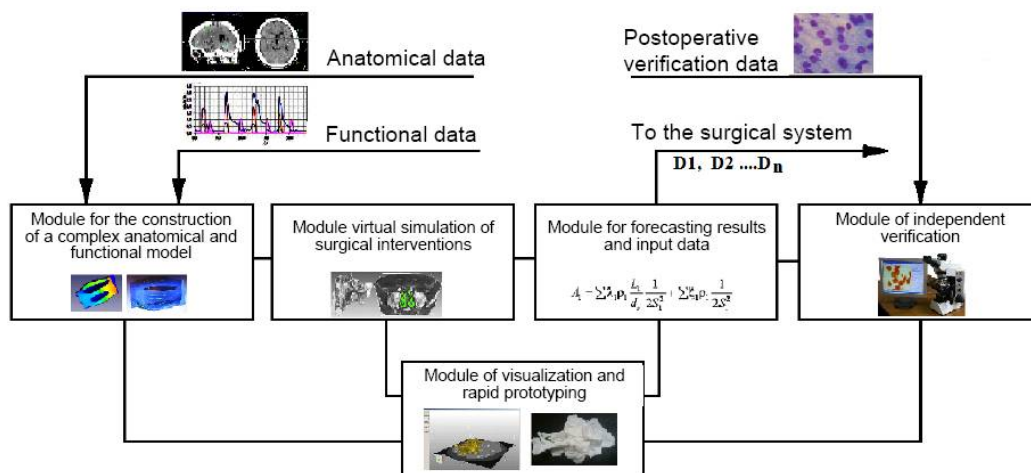 Anatomical data
Postoperative
verification data
Functional data
To the surgical system
D1, D2 ....Dn
Module for the construction
of a complex anatomical and
functional model
Module virtual simulation of
surgical interventions
Module for forecasting results
and input data
Module of independent
verification
Module of visualization and
rapid prototyping